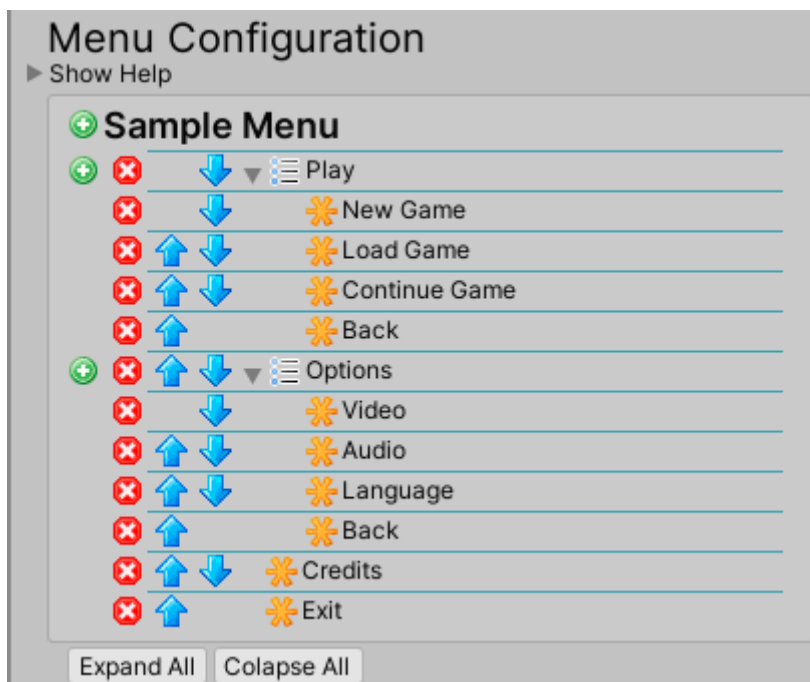 Menu Configuration
Show Help
Sample Menu
Play
New Game
Load Game
Continue Game
Back
Options
Video
Audio
Language
Back
Credits
Exit
Expand All Colapse All